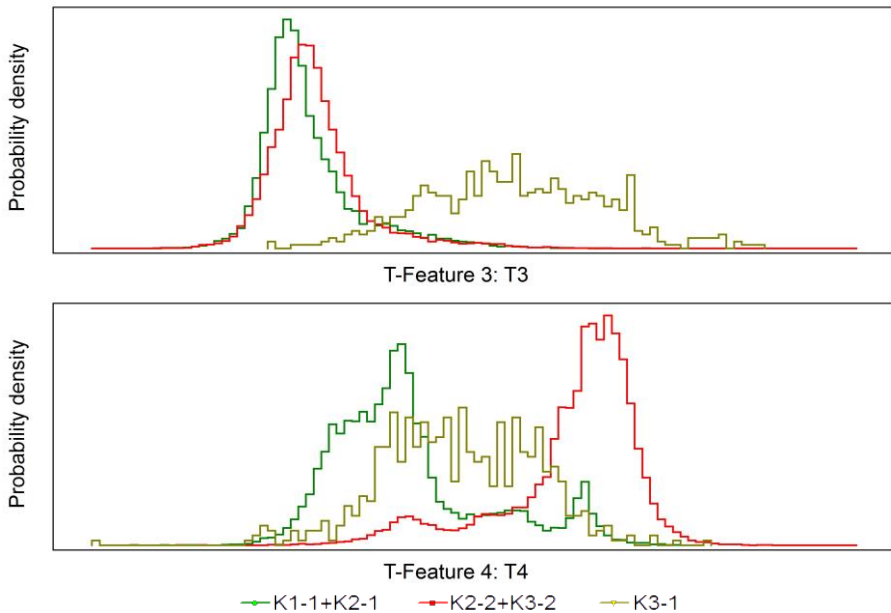 Probability density
T-Feature 3: T3
Probability density
T-Feature 4: T4
K1-1+K2-1 K2-2+K3-2 K3-1